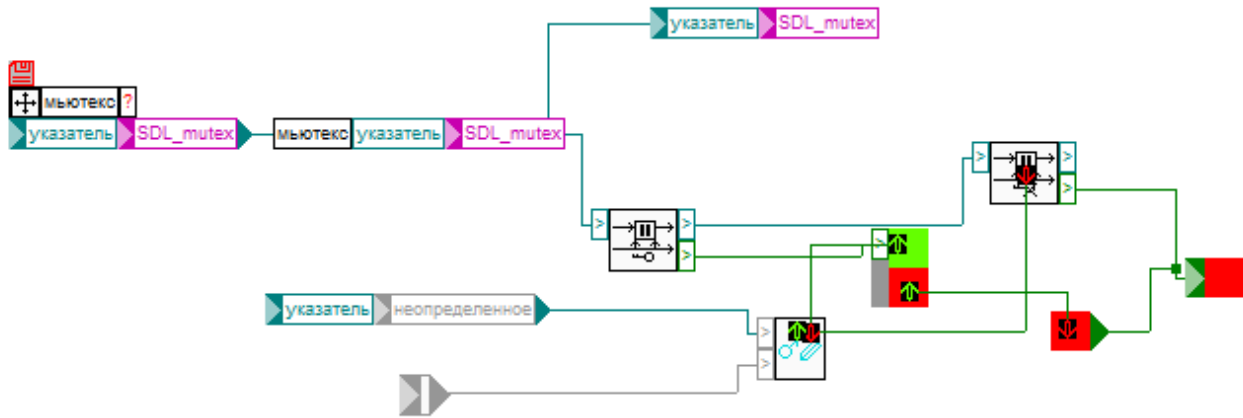 указатель SDL_mutex
мьютекс ?
указатель SDL_mutex
мьютекс указатель SDL_mutex
> >
>
> >
>
>
указатель неопределенное
>
>